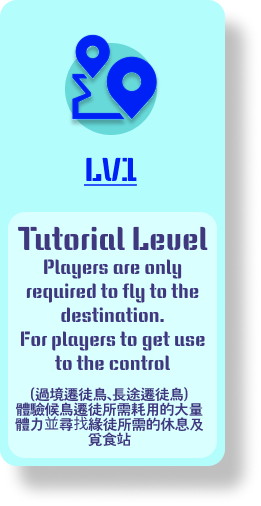 LV1
Tutorial Level
Players are only
required to fly to the
destination.
For players to get use
to the control
(過境遷徒鳥、長途遷徒鳥)
體驗候鳥遷徒所需耗用的大量
體力並尋找緣徒所需的休息及
覓食站